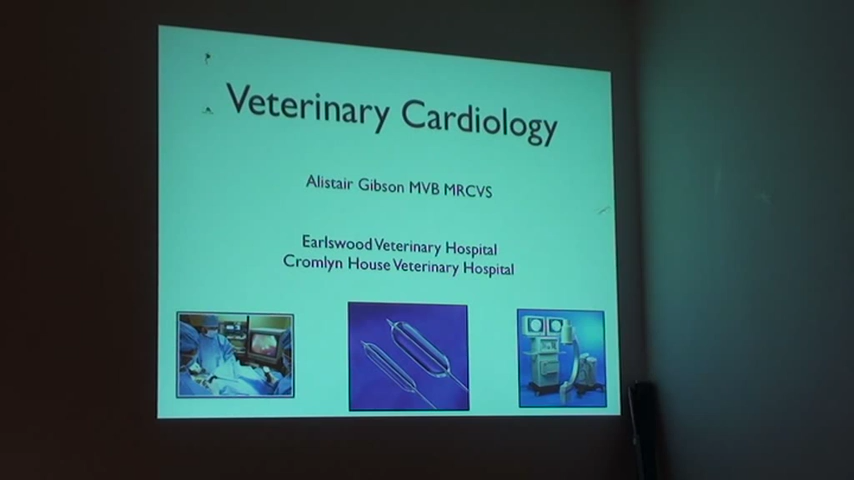 Veterinary Cardiology
Alistair Gibson MVB MRCVS
Earlswood Veterinary Hospital
Cromlyn House Veterinary Hospital